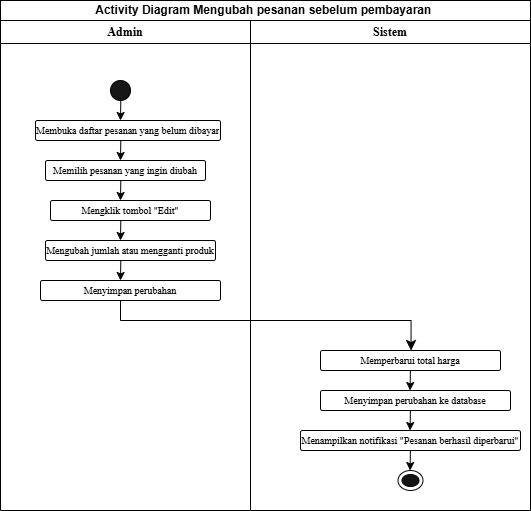 Activity Diagram Mengubah pesanan sebelum pembayaran
Admin
Sistem
Membuka daftar pesanan yang belum dibayar
Memilih pesanan yang ingin diubah
Mengklik tombol "Edit"
Mengubah jumlah atau mengganti produk
Menyimpan perubahan
Memperbarui total harga
Menyimpan perubahan ke database
Menampilkan notifikasi "Pesanan berhasil diperbarui"